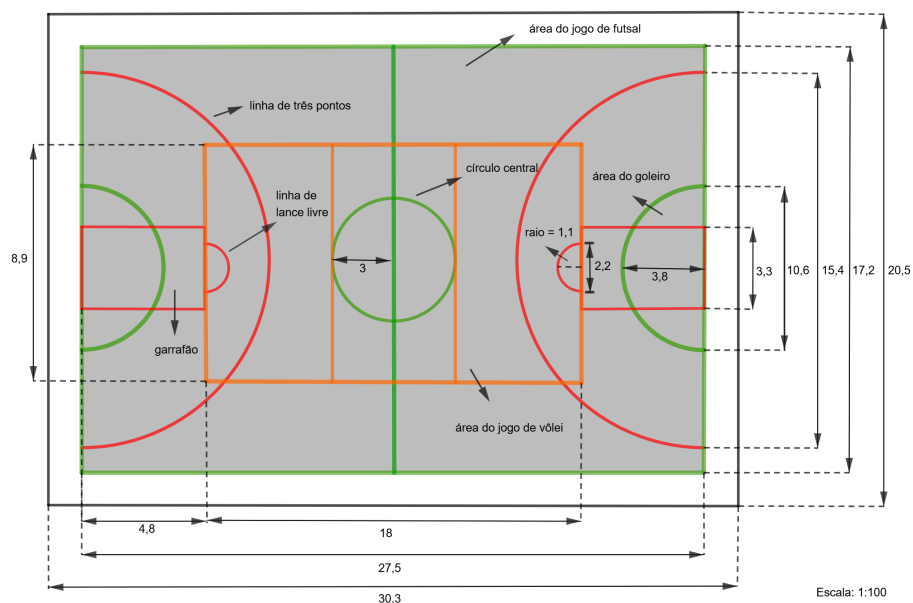 área do jogo de futsal
linha de três pontos
círculo central
área do goleiro
linha de
lance livre
raio = 1,1
8,9
3
2,2
3,8
3,3
10,6
15,4
17,2
20,5
garrafão
área do jogo de vôlei
4,8
18
27,5
30.3
Escala: 1:100